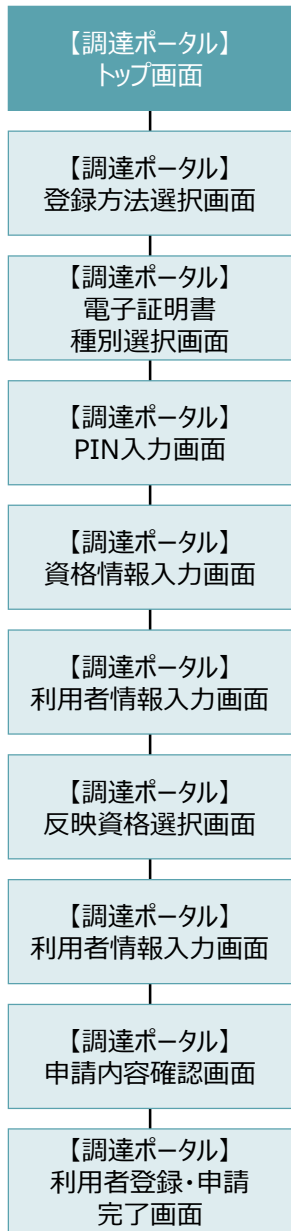 【調達ポータル】
トップ画面
【調達ポータル】
登録方法選択画面
【調達ポータル】
電子証明書
種別選択画面
【調達ポータル】
PIN入力画面
【調達ポータル】
資格情報入力画面
【調達ポータル】
利用者情報入力画面
【調達ポータル】
反映資格選択画面
【調達ポータル】
利用者情報入力画面
【調達ポータル】
申請内容確認画面
【調達ポータル】
利用者登録・申請
完了画面